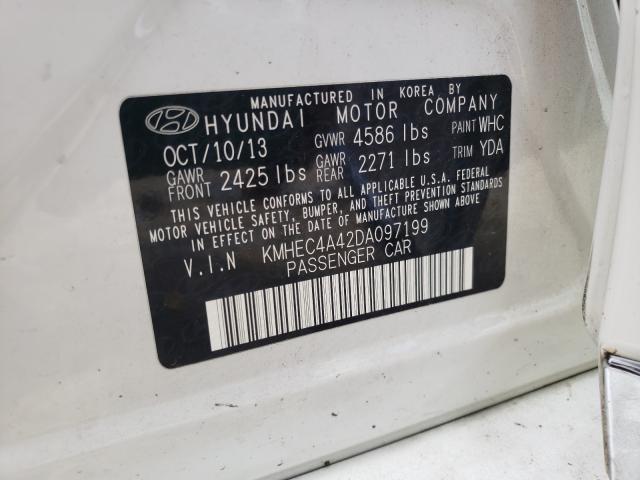 MANUFACTURED IN KOREA BY
HYUNDAI MOTOR COMPANY
OCT/10/13 GVWR 4586 lbs PAINT WHC
GAWR FRONT 2425 lbs GAWR REAR 2271 lbs TRIM YDA
THIS VEHICLE CONFORMS TO ALL APPLICABLE U.S.A. FEDERAL
MOTOR VEHICLE SAFETY, BUMPER, AND THEFT PREVENTION STANDARDS
IN EFFECT ON THE DATE OF MANUFACTURE SHOWN ABOVE
V.I.N KMHEC4A42DA097199
PASSENGER CAR